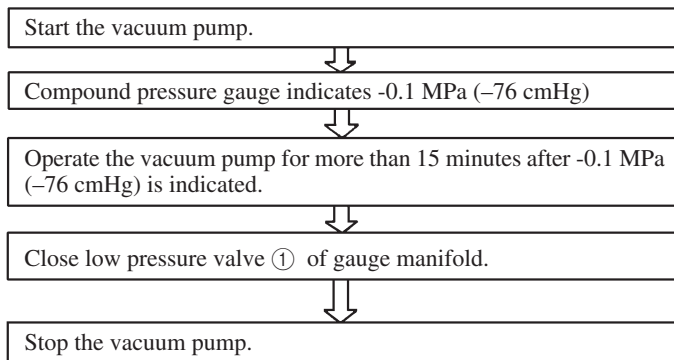 Start the vacuum pump.
Compound pressure gauge indicates -0.1 MPa (–76 cmHg)
Operate the vacuum pump for more than 15 minutes after -0.1 MPa
(–76 cmHg) is indicated.
Close low pressure valve ① of gauge manifold.
Stop the vacuum pump.